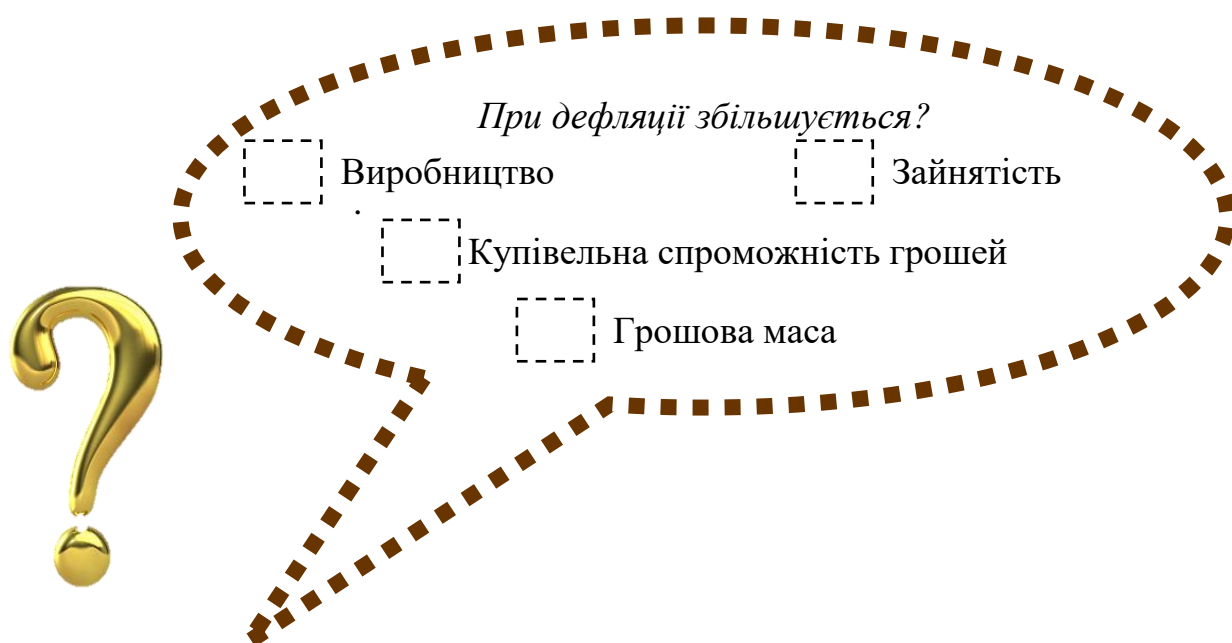 При дефляції збільшується?
Виробництво Зайнятість
.
Купівельна спроможність грошей
Грошова маса